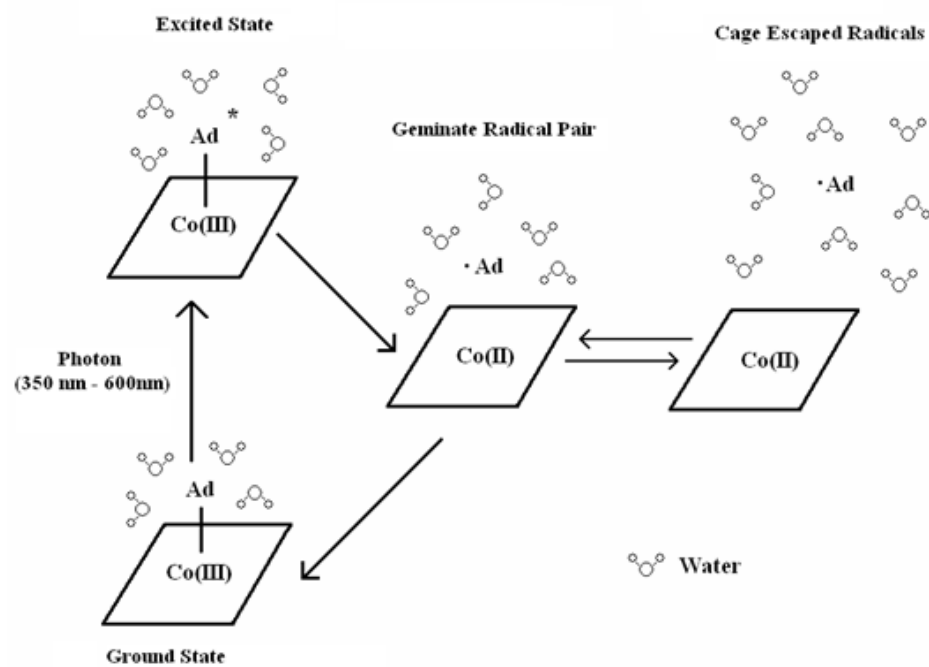 Excited State
Cage Escaped Radicals
*
Ad
Geminate Radical Pair
· Ad
Co(III)
· Ad
Photon
(350 nm - 600nm)
Co(II)
Co(II)
Ad
Water
Co(III)
Ground State